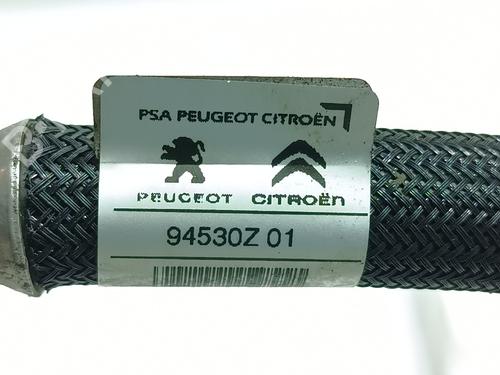 PSA PEUGEOT CITROËN
PEUGEOT CITROËN
94530Z 01